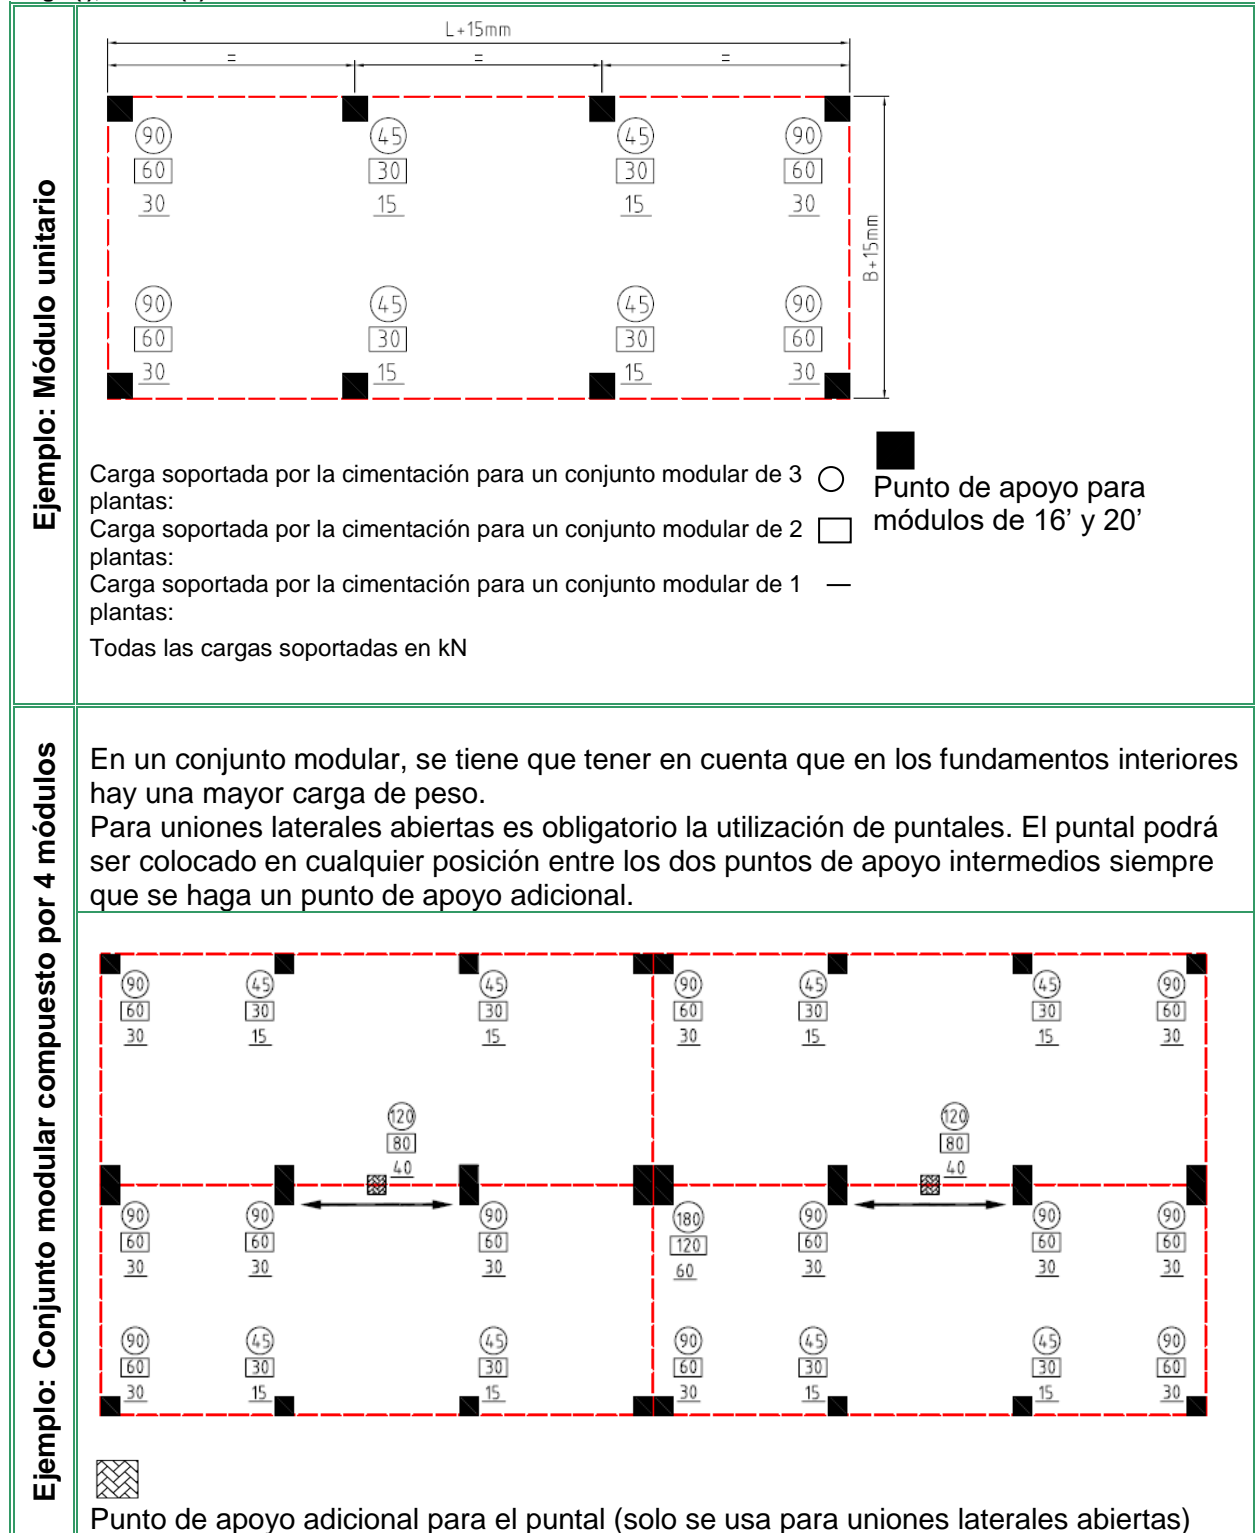 L+15mm
= = =
90 45 45 90
60 30 30 60
30 15 15 30
B+15mm
90 45 45 90
60 30 30 60
30 15 15 30
Ejemplo: Módulo unitario
Carga soportada por la cimentación para un conjunto modular de 3
plantas:
Carga soportada por la cimentación para un conjunto modular de 2
plantas:
Carga soportada por la cimentación para un conjunto modular de 1
plantas:
Todas las cargas soportadas en kN
Punto de apoyo para
módulos de 16’ y 20’
Ejemplo: Conjunto modular compuesto por 4 módulos
En un conjunto modular, se tiene que tener en cuenta que en los fundamentos interiores
hay una mayor carga de peso.
Para uniones laterales abiertas es obligatorio la utilización de puntales. El puntal podrá
ser colocado en cualquier posición entre los dos puntos de apoyo intermedios siempre
que se haga un punto de apoyo adicional.
90 45 45 90 45 45 90
60 30 30 60 30 30 60
30 15 15 30 15 15 30
120 120
80 80
40 40
90 90 90 180 90 90 90
60 60 60 120 60 60 60
30 30 30 60 30 30 30
90 45 45 90 45 45 90
60 30 30 60 30 30 60
30 15 15 30 15 15 30
Punto de apoyo adicional para el puntal (solo se usa para uniones laterales abiertas)